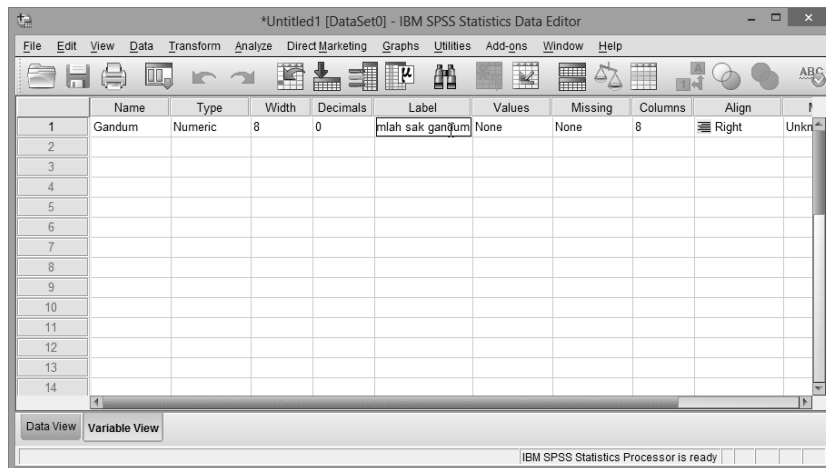 *Untitled1 [DataSet0] - IBM SPSS Statistics Data Editor
File Edit View Data Transform Analyze Direct Marketing Graphs Utilities Add-ons Window Help
Name Type Width Decimals Label Values Missing Columns Align
1 Gandum Numeric 8 0 mlah sak gandum None None 8 Right Unkn
2
3
4
5
6
7
8
9
10
11
12
13
14
Data View Variable View
IBM SPSS Statistics Processor is ready